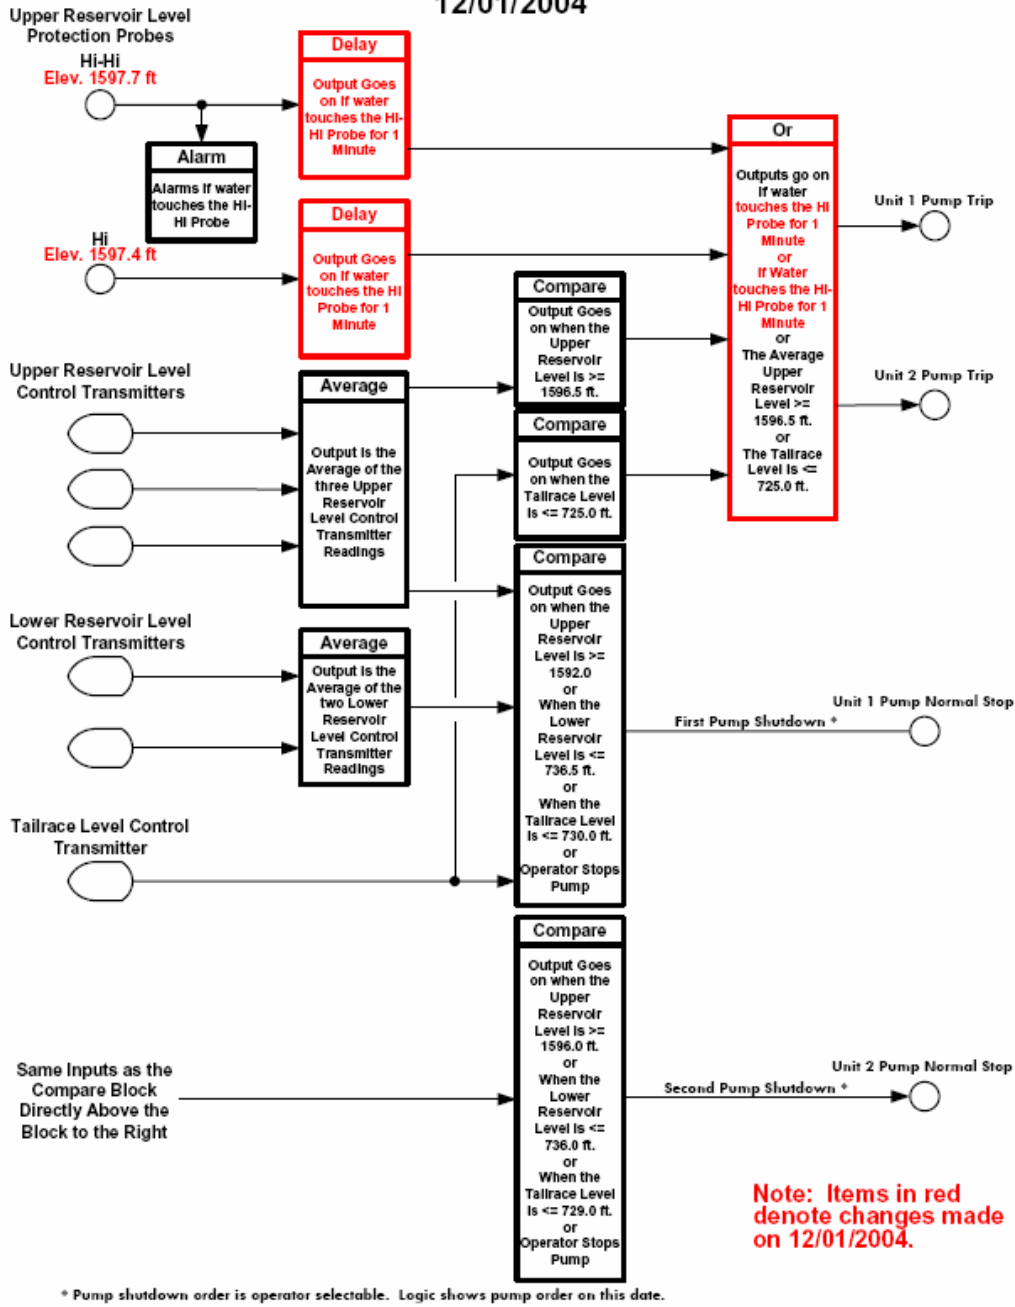 12/01/2004
Upper Reservoir Level
Protection Probes
Hi-Hi
Elev. 1597.7 ft
Delay
Output Goes
on If water
touches the HI-
HI Probe for 1
Minute
Alarm
Alarms If water
touches the HI-
HI Probe
Hi
Elev. 1597.4 ft
Delay
Output Goes
on If water
touches the HI
Probe for 1
Minute
Or
Outputs go on
If water
touches the HI
Probe for 1
Minute
or
If Water
touches the HI-
HI Probe for 1
Minute
or
The Average
Upper
Reservoir
Level >=
1596.5 ft.
or
The Tailrace
Level is <=
725.0 ft.
Unit 1 Pump Trip
Unit 2 Pump Trip
Compare
Output Goes
on when the
Upper
Reservoir
Level is >=
1596.5 ft.
Upper Reservoir Level
Control Transmitters
Average
Output is the
Average of the
three Upper
Reservoir
Level Control
Transmitter
Readings
Compare
Output Goes
on when the
Tailrace Level
is <= 725.0 ft.
Compare
Output Goes
on when the
Upper
Reservoir
Level is >=
1592.0
or
When the
Lower
Reservoir
Level is <=
736.5 ft.
or
When the
Tailrace Level
is <= 730.0 ft.
or
Operator Stops
Pump
Lower Reservoir Level
Control Transmitters
Average
Output is the
Average of the
two Lower
Reservoir
Level Control
Transmitter
Readings
First Pump Shutdown *
Unit 1 Pump Normal Stop
Tailrace Level Control
Transmitter
Compare
Output Goes
on when the
Upper
Reservoir
Level is >=
1596.0 ft.
or
When the
Lower
Reservoir
Level is <=
736.0 ft.
or
When the
Tailrace Level
is <= 729.0 ft.
or
Operator Stops
Pump
Same Inputs as the
Compare Block
Directly Above the
Block to the Right
Second Pump Shutdown *
Unit 2 Pump Normal Stop
Note: Items in red
denote changes made
on 12/01/2004.
* Pump shutdown order is operator selectable. Logic shows pump order on this date.